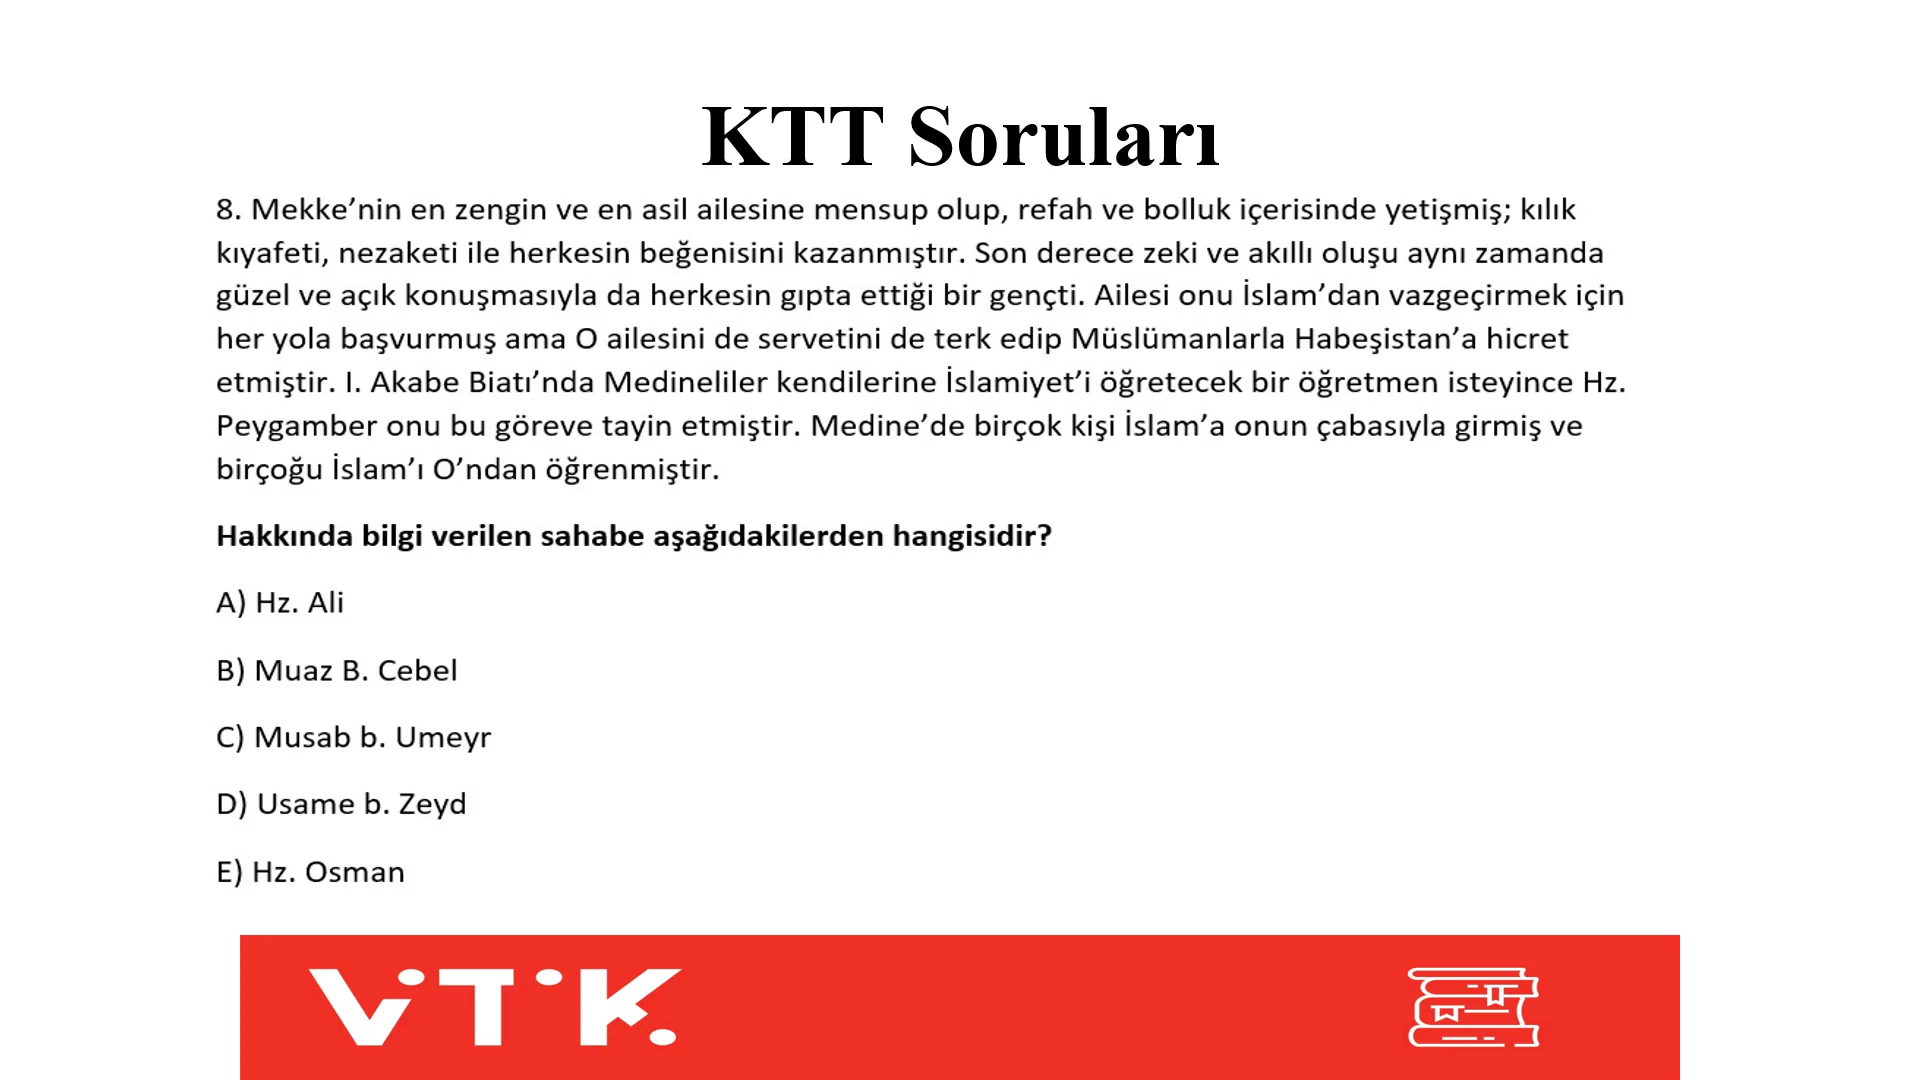 KTT Soruları
8. Mekke’nin en zengin ve en asil ailesine mensup olup, refah ve bolluk içerisinde yetişmiş; kılık
kıyafeti, nezaketi ile herkesin beğenisini kazanmıştır. Son derece zeki ve akıllı oluşu aynı zamanda
güzel ve açık konuşmasıyla da herkesin gıpta ettiği bir gençti. Ailesi onu İslam’dan vazgeçirmek için
her yola başvurmuş ama O ailesini de servetini de terk edip Müslümanlarla Habeşistan’a hicret
etmiştir. I. Akabe Biatı’nda Medineliler kendilerine İslamiyet’i öğretecek bir öğretmen isteyince Hz.
Peygamber onu bu göreve tayin etmiştir. Medine’de birçok kişi İslam’a onun çabasıyla girmiş ve
birçoğu İslam’ı O’ndan öğrenmiştir.
Hakkında bilgi verilen sahabe aşağıdakilerden hangisidir?
A) Hz. Ali
B) Muaz B. Cebel
C) Musab b. Umeyr
D) Usame b. Zeyd
E) Hz. Osman
ViTiK